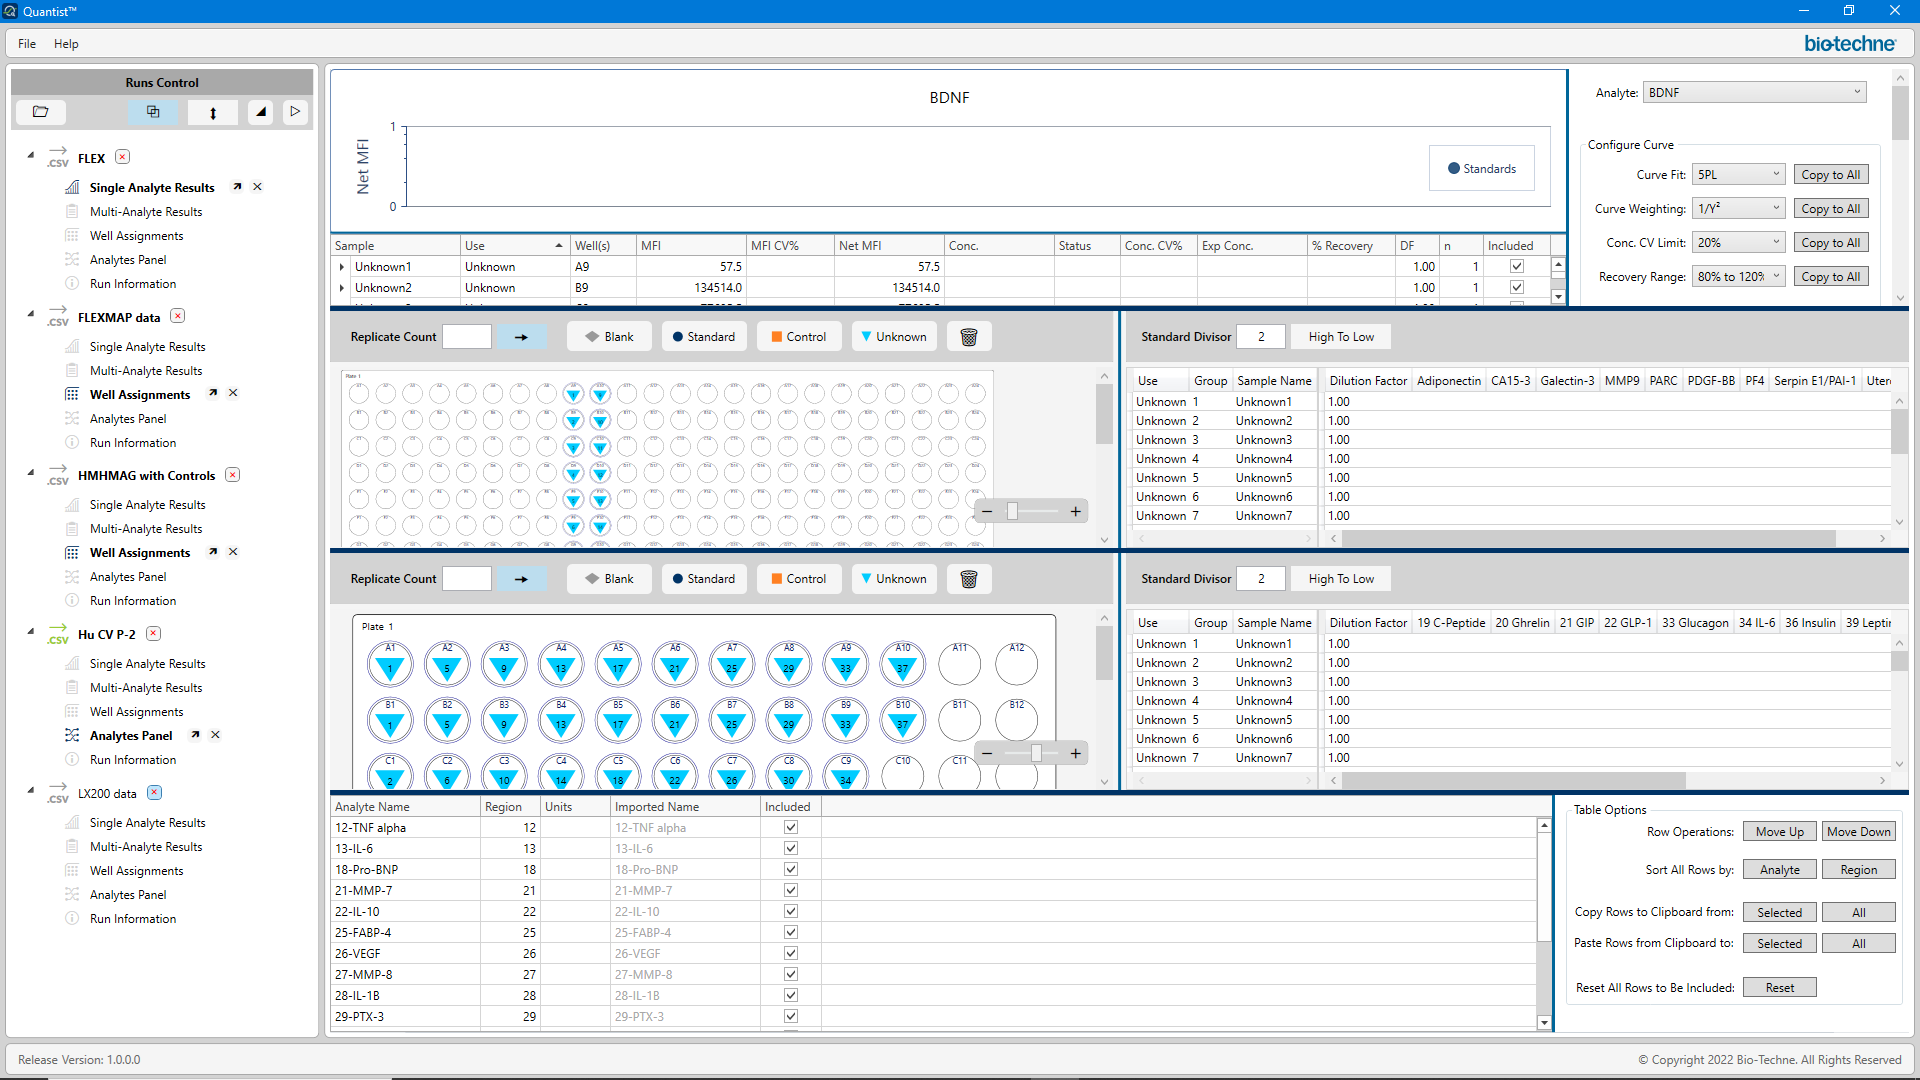 Quantist™
File Help
bio-techne
Runs Control
.CSV FLEX
Single Analyte Results
Multi-Analyte Results
Well Assignments
Analytes Panel
Run Information
.CSV FLEXMAP data
Single Analyte Results
Multi-Analyte Results
Well Assignments
Analytes Panel
Run Information
.CSV HMHMAG with Controls
Single Analyte Results
Multi-Analyte Results
Well Assignments
Analytes Panel
Run Information
.CSV Hu CV P-2
Single Analyte Results
Multi-Analyte Results
Well Assignments
Analytes Panel
Run Information
.CSV LX200 data
Single Analyte Results
Multi-Analyte Results
Well Assignments
Analytes Panel
Run Information
BDNF
Net MFI
1
0
Standards
Sample Use Well(s) MFI MFI CV% Net MFI Conc. Status Conc. CV% Exp Conc. % Recovery DF n Included
Unknown1 Unknown A9 57.5 57.5 1.00 1
Unknown2 Unknown B9 134514.0 134514.0 1.00 1
Analyte: BDNF
Configure Curve
Curve Fit: 5PL Copy to All
Curve Weighting: 1/Y² Copy to All
Conc. CV Limit: 20% Copy to All
Recovery Range: 80% to 120% Copy to All
Replicate Count Blank Standard Control Unknown
Plate 1
Standard Divisor 2 High To Low
Use Group Sample Name Dilution Factor Adiponectin CA15-3 Galectin-3 MMP9 PARC PDGF-BB PF4 Serpin E1/PAI-1 Uter
Unknown 1 Unknown1 1.00
Unknown 2 Unknown2 1.00
Unknown 3 Unknown3 1.00
Unknown 4 Unknown4 1.00
Unknown 5 Unknown5 1.00
Unknown 6 Unknown6 1.00
Unknown 7 Unknown7 1.00
Replicate Count Blank Standard Control Unknown
Plate 1
A1 A2 A3 A4 A5 A6 A7 A8 A9 A10 A11 A12
1 5 9 13 17 21 25 29 33 37
B1 B2 B3 B4 B5 B6 B7 B8 B9 B10 B11 B12
1 5 9 13 17 21 25 29 33 37
C1 C2 C3 C4 C5 C6 C7 C8 C9 C10 C11
2 6 10 14 18 22 26 30 34
Standard Divisor 2 High To Low
Use Group Sample Name Dilution Factor 19 C-Peptide 20 Ghrelin 21 GIP 22 GLP-1 33 Glucagon 34 IL-6 36 Insulin 39 Leptin
Unknown 1 Unknown1 1.00
Unknown 2 Unknown2 1.00
Unknown 3 Unknown3 1.00
Unknown 4 Unknown4 1.00
Unknown 5 Unknown5 1.00
Unknown 6 Unknown6 1.00
Unknown 7 Unknown7 1.00
Analyte Name Region Units Imported Name Included
12-TNF alpha 12 12-TNF alpha
13-IL-6 13 13-IL-6
18-Pro-BNP 18 18-Pro-BNP
21-MMP-7 21 21-MMP-7
22-IL-10 22 22-IL-10
25-FABP-4 25 25-FABP-4
26-VEGF 26 26-VEGF
27-MMP-8 27 27-MMP-8
28-IL-1B 28 28-IL-1B
29-PTX-3 29 29-PTX-3
Table Options
Row Operations: Move Up Move Down
Sort All Rows by: Analyte Region
Copy Rows to Clipboard from: Selected All
Paste Rows from Clipboard to: Selected All
Reset All Rows to Be Included: Reset
Release Version: 1.0.0.0
© Copyright 2022 Bio-Techne. All Rights Reserved